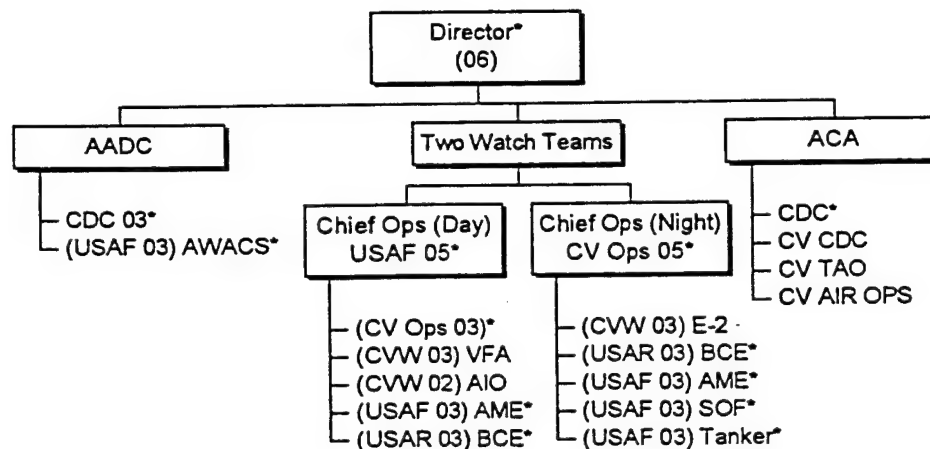 Director*
(06)
AADC
CDC 03*
(USAF 03) AWACS*
Two Watch Teams
Chief Ops (Day)
USAF 05*
(CV Ops 03)*
(CVW 03) VFA
(CVW 02) AIO
(USAF 03) AME*
(USAR 03) BCE*
Chief Ops (Night)
CV Ops 05*
(CVW 03) E-2
(USAR 03) BCE*
(USAF 03) AME*
(USAF 03) SOF*
(USAF 03) Tanker*
ACA
CDC*
CV CDC
CV TAO
CV AIR OPS